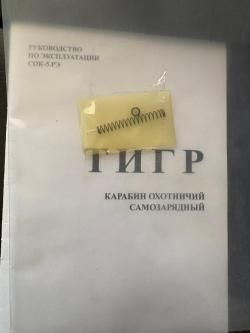 РУКОВОДСТВО
ПО ЭКСПЛУАТАЦИИ
СОК-5.РЭ
ТИГР
КАРАБИН ОХОТНИЧИЙ
САМОЗАРЯДНЫЙ